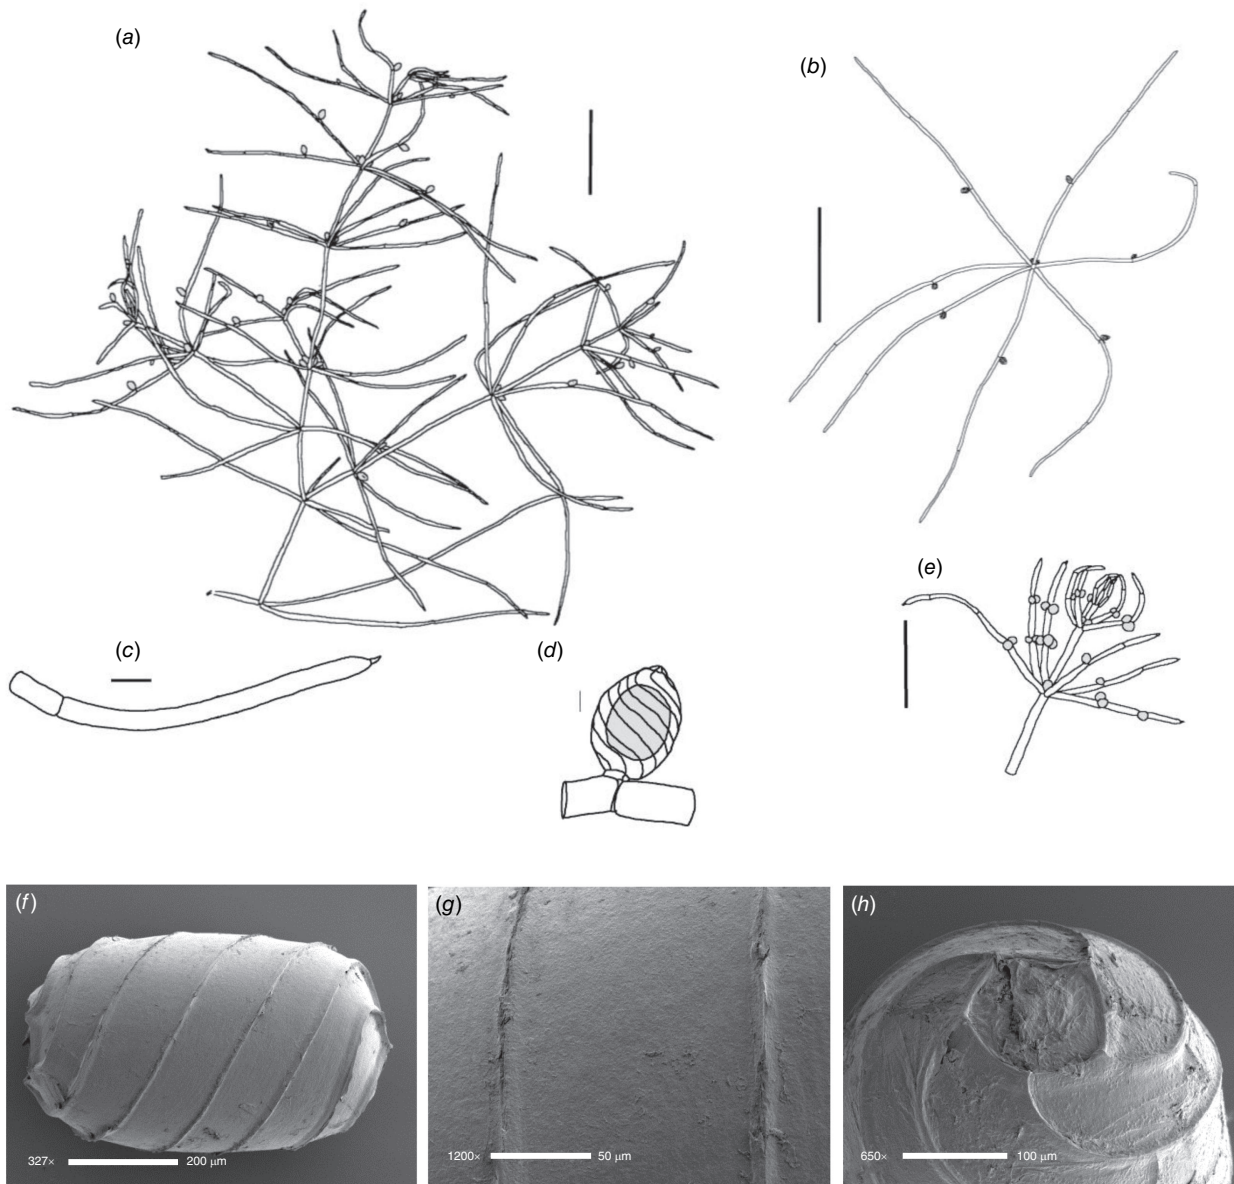 (a)
(b)
(c)
(d)
(e)
(f)
(g)
(h)
327× 200 µm
1200× 50 µm
650× 100 µm